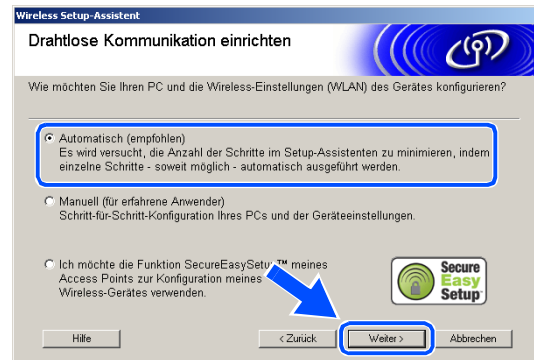 Wireless Setup-Assistent
Drahtlose Kommunikation einrichten
Wie möchten Sie Ihren PC und die Wireless-Einstellungen (WLAN) des Gerätes konfigurieren?
Automatisch (empfohlen)
Es wird versucht, die Anzahl der Schritte im Setup-Assistenten zu minimieren, indem
einzelne Schritte - soweit möglich - automatisch ausgeführt werden.
Manuell (für erfahrene Anwender)
Schritt-für-Schritt-Konfiguration Ihres PCs und der Geräteeinstellungen.
Ich möchte die Funktion SecureEasySetup™ meines
Access Points zur Konfiguration meines
Wireless-Gerätes verwenden.
Secure
Easy
Setup
Hilfe
< Zurück
Weiter >
Abbrechen